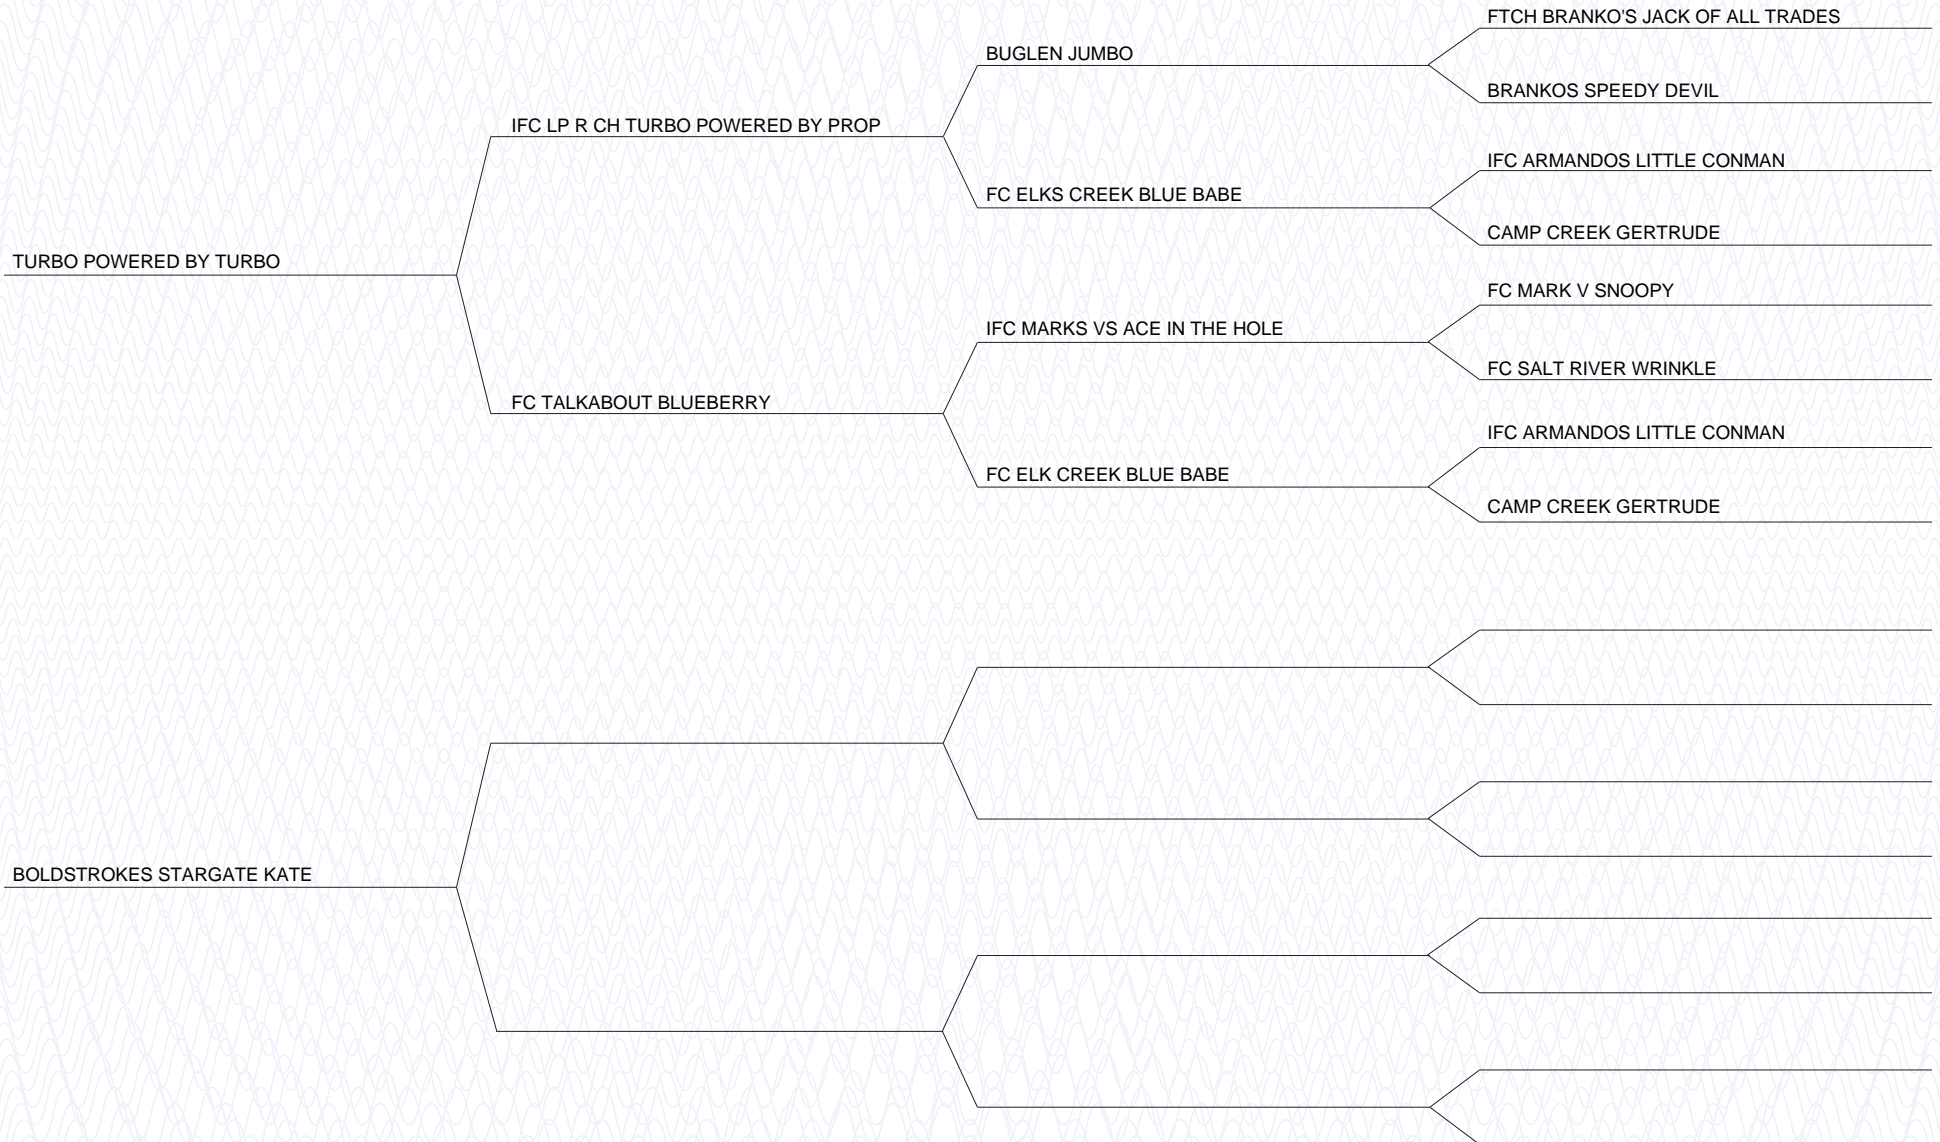 FTCH BRANKO'S JACK OF ALL TRADES
BUGLEN JUMBO
BRANKOS SPEEDY DEVIL
IFC LP R CH TURBO POWERED BY PROP
IFC ARMANDOS LITTLE CONMAN
FC ELKS CREEK BLUE BABE
CAMP CREEK GERTRUDE
TURBO POWERED BY TURBO
FC MARK V SNOOPY
IFC MARKS VS ACE IN THE HOLE
FC SALT RIVER WRINKLE
FC TALKABOUT BLUEBERRY
IFC ARMANDOS LITTLE CONMAN
FC ELK CREEK BLUE BABE
CAMP CREEK GERTRUDE
BOLDSTROKES STARGATE KATE